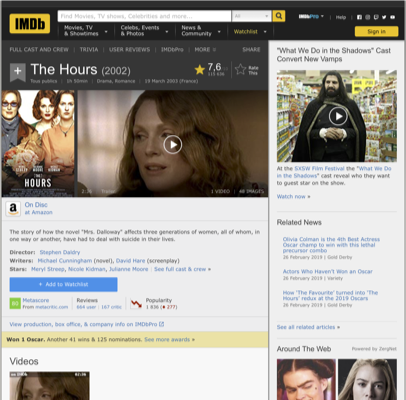 IMDb
Find Movies, TV shows, Celebrities and more...
All
IMDbPro
Help
Movies, TV
& Showtimes
Celebs, Events
& Photos
News &
Community
Watchlist
Sign in
FULL CAST AND CREW | TRIVIA | USER REVIEWS | IMDbPro | MORE
SHARE
The Hours (2002)
7,6
Rate
This
Tous publics | 1h 50min | Drama, Romance | 19 March 2003 (France)
THE
HOURS
2:26
1 VIDEO | 48 IMAGES
On Disc
at Amazon
The story of how the novel "Mrs. Dalloway" affects three generations of women, all of whom, in
one way or another, have had to deal with suicide in their lives.
Director: Stephen Daldry
Writers: Michael Cunningham (novel), David Hare (screenplay)
Stars: Meryl Streep, Nicole Kidman, Julianne Moore | See full cast & crew »
+ Add to Watchlist
80
Metascore
From metacritic.com
Reviews
Popularity
View production, box office, & company info on IMDbPro
Won 1 Oscar. Another 41 wins & 125 nominations. See more awards »
Videos
"What We Do in the Shadows" Cast
Convert New Vamps
At the SXSW Film Festival the "What We Do
in the Shadows" cast reveal who they want
to guest star on the show.
Watch now »
Related News
Olivia Colman is the 4th Best Actress
Oscar champ to win with this lethal
precursor combo
26 February 2019 | Gold Derby
Actors Who Haven't Won an Oscar
26 February 2019 | Variety
How 'The Favourite' turned into 'The
Hours' redux at the 2019 Oscars
26 February 2019 | Gold Derby
See all related articles »
Around The Web
Powered by ZergNet